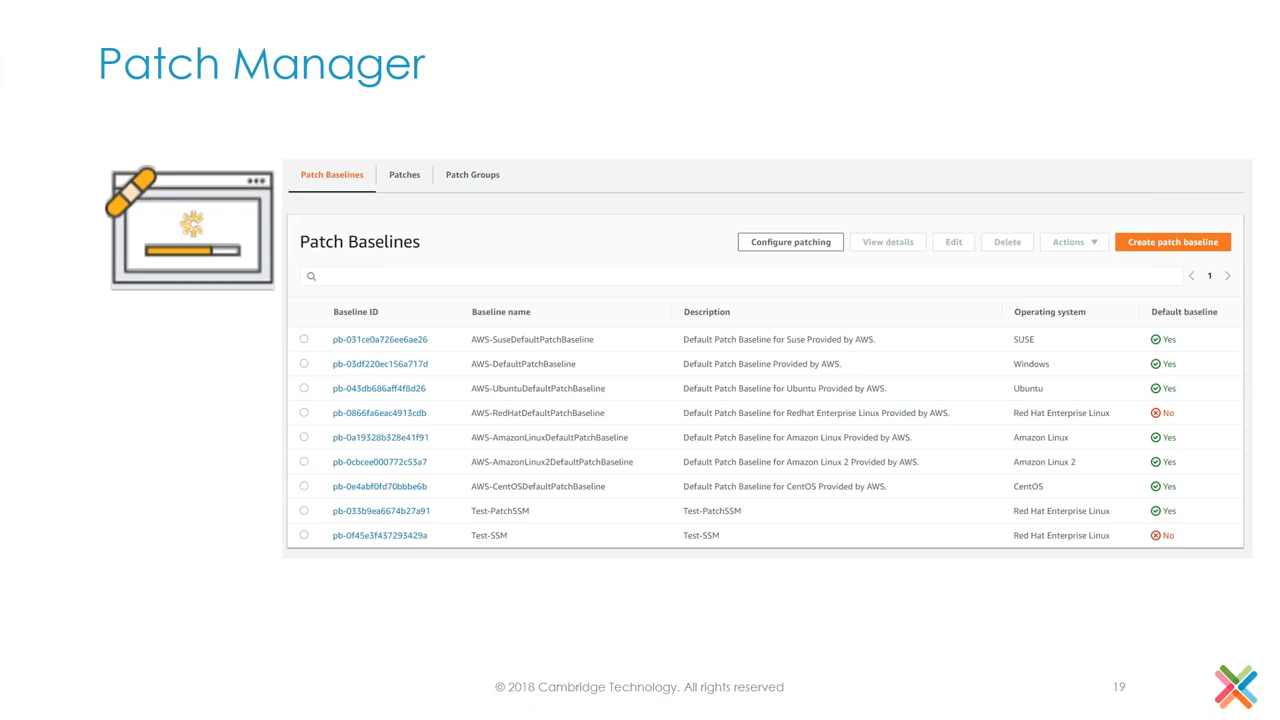 Patch Manager
Patch Baselines Patches Patch Groups
Patch Baselines Configure patching View details Edit Delete Actions Create patch baseline
1
Baseline ID Baseline name Description Operating system Default baseline
pb-031ce0a726ee6ae26 AWS-SuseDefaultPatchBaseline Default Patch Baseline for Suse Provided by AWS. SUSE Yes
pb-03df220ec156a717d AWS-DefaultPatchBaseline Default Patch Baseline Provided by AWS. Windows Yes
pb-043db686aff4f8d26 AWS-UbuntuDefaultPatchBaseline Default Patch Baseline for Ubuntu Provided by AWS. Ubuntu Yes
pb-0866fa6eac4913cdb AWS-RedHatDefaultPatchBaseline Default Patch Baseline for Redhat Enterprise Linux Provided by AWS. Red Hat Enterprise Linux No
pb-0a19328b328e41f91 AWS-AmazonLinuxDefaultPatchBaseline Default Patch Baseline for Amazon Linux Provided by AWS. Amazon Linux Yes
pb-0cbcee000772c53a7 AWS-AmazonLinux2DefaultPatchBaseline Default Patch Baseline for Amazon Linux 2 Provided by AWS. Amazon Linux 2 Yes
pb-0e4abf0fd70bbbe6b AWS-CentOSDefaultPatchBaseline Default Patch Baseline for CentOS Provided by AWS. CentOS Yes
pb-033b9ea6674b27a91 Test-PatchSSM Test-PatchSSM Red Hat Enterprise Linux Yes
pb-0f45e3f437293429a Test-SSM Test-SSM Red Hat Enterprise Linux No
© 2018 Cambridge Technology. All rights reserved 19